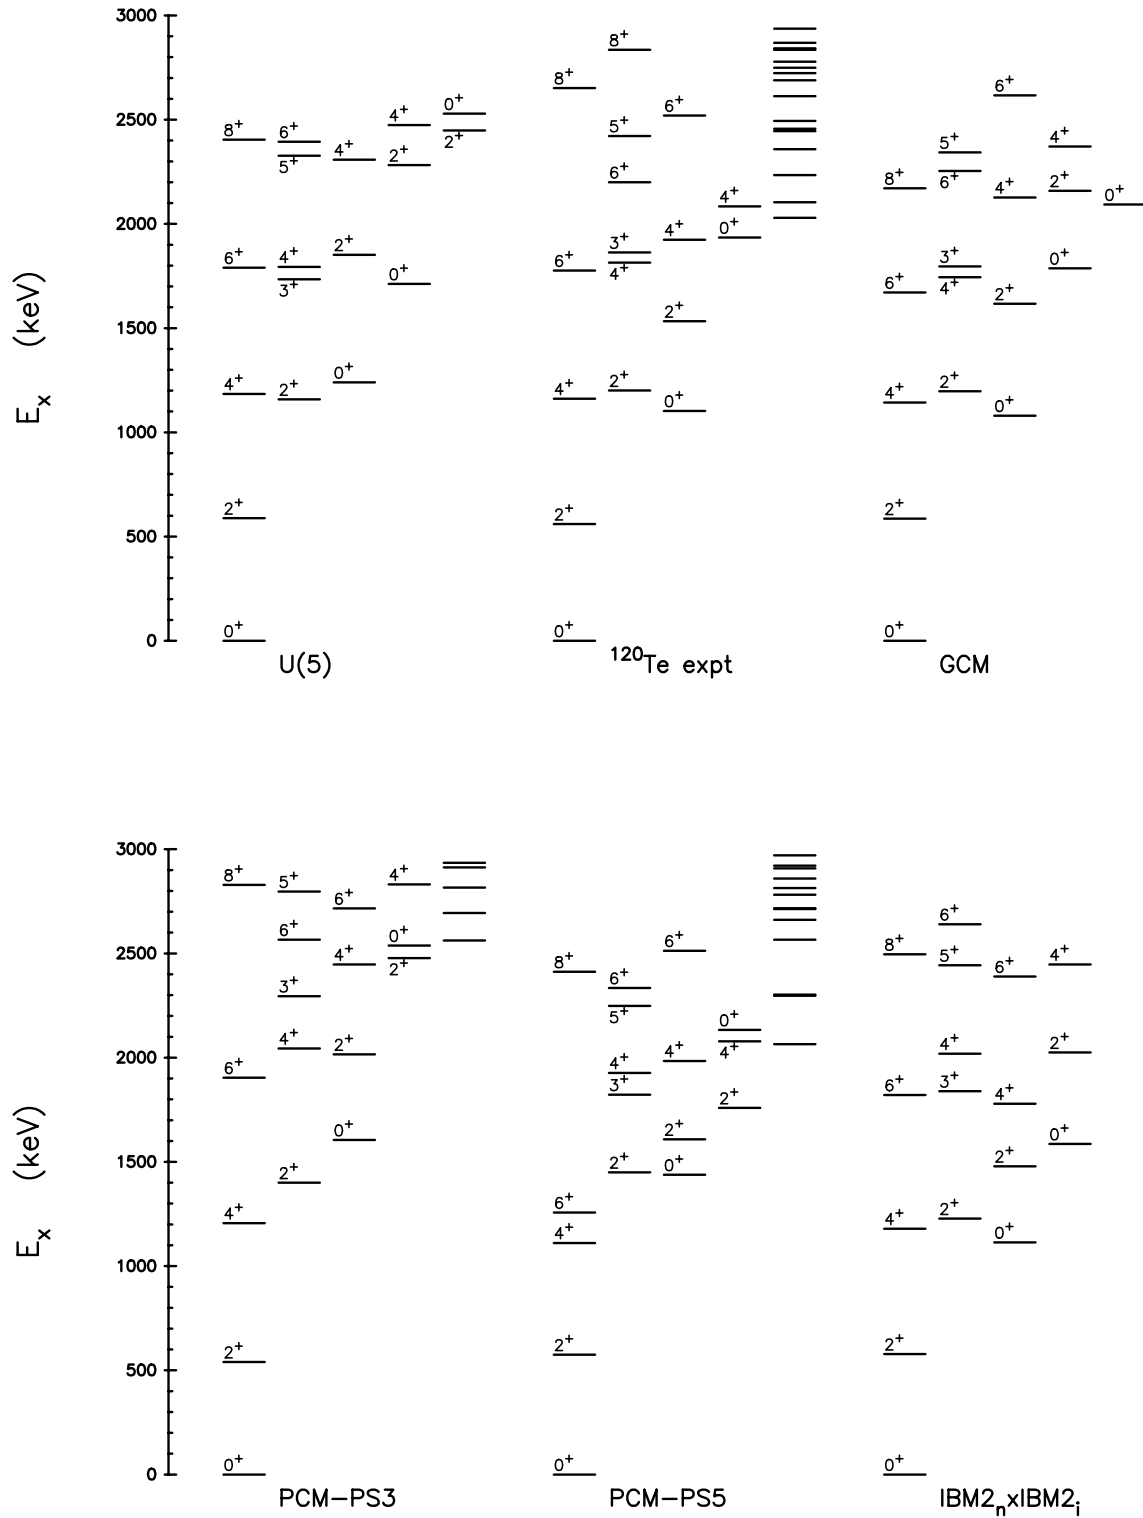 3000
8⁺
8⁺
6⁺
0⁺
4⁺
6⁺
2500
8⁺ 6⁺ 2⁺ 5⁺ 5⁺ 4⁺
5⁺ 4⁺ 2⁺ 6⁺ 8⁺ 6⁺ 4⁺ 2⁺ 0⁺
2000
4⁺
2⁺ 3⁺ 4⁺ 0⁺ 3⁺ 0⁺
6⁺ 4⁺ 0⁺ 6⁺ 4⁺ 6⁺ 4⁺ 2⁺
3⁺
E_x (keV)
1500
2⁺
4⁺ 2⁺ 0⁺ 4⁺ 2⁺ 0⁺ 4⁺ 2⁺ 0⁺
1000
2⁺ 2⁺ 2⁺
500
0⁺ 0⁺ 0⁺
0
U(5) ¹²⁰Te expt GCM
3000
8⁺ 5⁺ 6⁺ 4⁺
6⁺ 4⁺ 0⁺ 8⁺ 6⁺ 6⁺ 8⁺ 6⁺ 5⁺ 6⁺ 4⁺
2500
2⁺
3⁺ 5⁺ 0⁺
4⁺ 2⁺ 4⁺ 4⁺ 4⁺ 4⁺ 2⁺
2000
6⁺ 3⁺ 2⁺ 6⁺ 3⁺ 4⁺
0⁺ 2⁺ 0⁺
E_x (keV)
1500
2⁺ 2⁺ 0⁺ 2⁺
4⁺ 6⁺ 4⁺ 2⁺ 0⁺
4⁺
1000
2⁺ 2⁺ 2⁺
500
0⁺ 0⁺ 0⁺
0
PCM–PS3 PCM–PS5 IBM2ₙxIBM2ᵢ